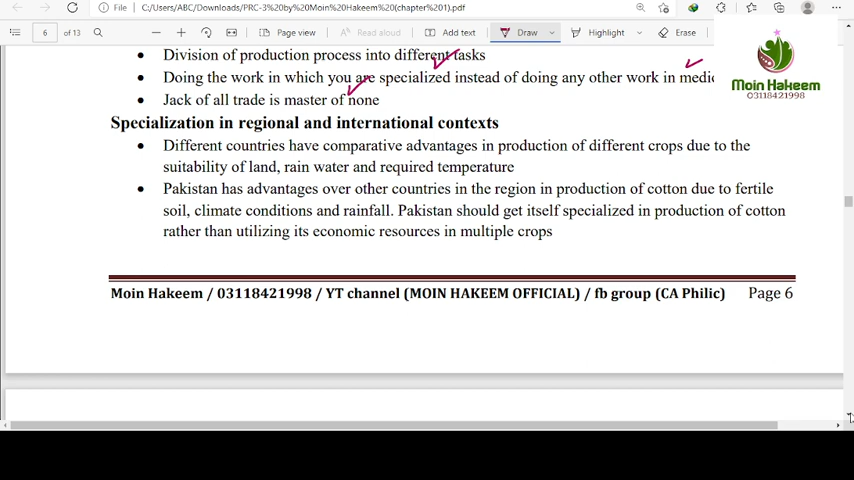 File
C:/Users/ABC/Downloads/PRC-3%20by%20Moin%20Hakeem%20(chapter%201).pdf
6 of 13
Page view
Read aloud
Add text
Draw
Highlight
Erase
Moin Hakeem
03118421998
• Division of production process into different tasks
• Doing the work in which you are specialized instead of doing any other work in
• Jack of all trade is master of none
Specialization in regional and international contexts
• Different countries have comparative advantages in production of different crops due to the
suitability of land, rain water and required temperature
• Pakistan has advantages over other countries in the region in production of cotton due to fertile
soil, climate conditions and rainfall. Pakistan should get itself specialized in production of cotton
rather than utilizing its economic resources in multiple crops
Moin Hakeem / 03118421998 / YT channel (MOIN HAKEEM OFFICIAL) / fb group (CA Philic) Page 6